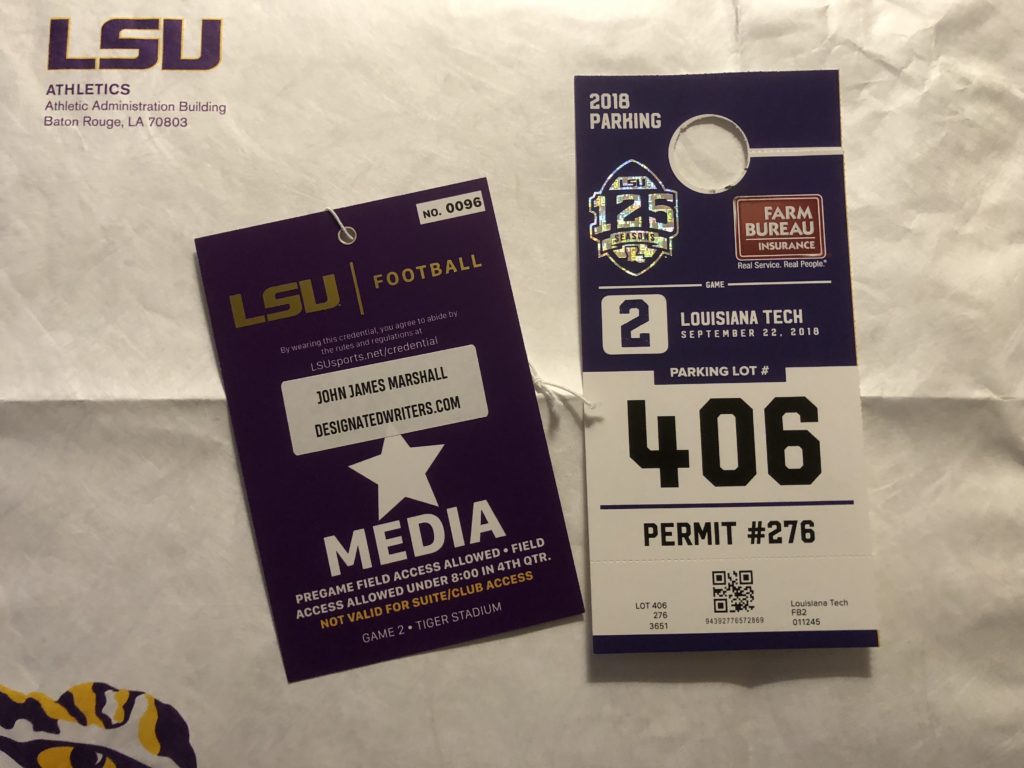 LSU
ATHLETICS
Athletic Administration Building
Baton Rouge, LA 70803
NO. 0096
LSU | FOOTBALL
By wearing this credential, you agree to abide by
the rules and regulations at
LSUsports.net/credential
JOHN JAMES MARSHALL
DESIGNATEDWRITERS.COM
MEDIA
PREGAME FIELD ACCESS ALLOWED • FIELD
ACCESS ALLOWED UNDER 8:00 IN 4TH QTR.
NOT VALID FOR SUITE/CLUB ACCESS
GAME 2 • TIGER STADIUM
2018
PARKING
LSU
125
SEASONS
FARM
BUREAU
INSURANCE
Real Service. Real People.®
GAME
2
LOUISIANA TECH
SEPTEMBER 22, 2018
PARKING LOT #
406
PERMIT #276
LOT 406
276
3651
94392776572869
Louisiana Tech
FB2
011245